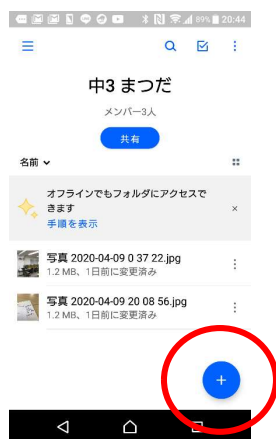 89% 20:44
中3 まつだ
メンバー3人
共有
名前
オフラインでもフォルダにアクセスで
きます
手順を表示
写真 2020-04-09 0 37 22.jpg
1.2 MB、1日前に変更済み
写真 2020-04-09 20 08 56.jpg
1.2 MB、1日前に変更済み